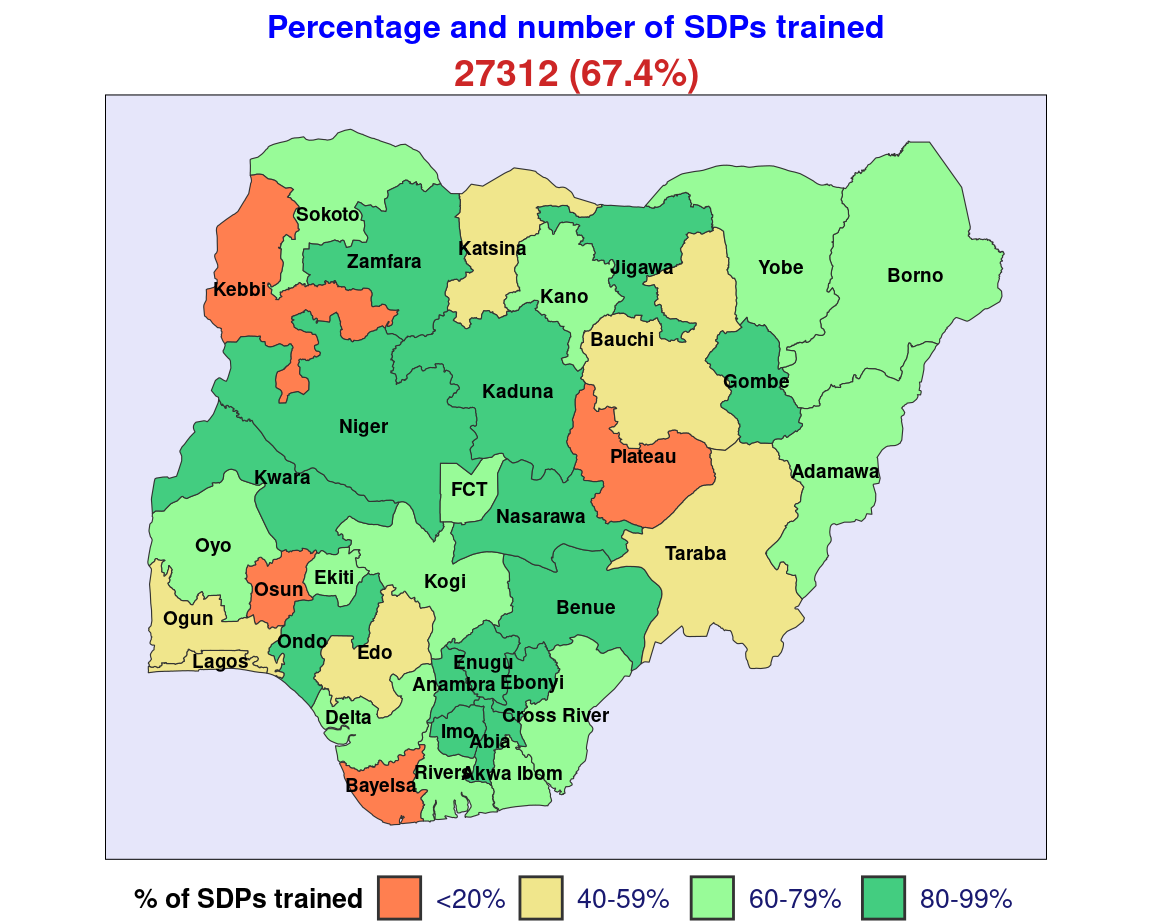 Percentage and number of SDPs trained
27312 (67.4%)
Sokoto
Katsina
Zamfara
Jigawa
Yobe
Borno
Kebbi
Kano
Bauchi
Gombe
Kaduna
Niger
Plateau
Adamawa
Kwara
FCT
Nasarawa
Oyo
Taraba
Osun
Ekiti
Kogi
Benue
Ogun
Ondo
Edo
Lagos
Enugu
Anambra
Ebonyi
Delta
Cross River
Imo
Abia
Bayelsa
Rivers
Akwa Ibom
% of SDPs trained <20% 40-59% 60-79% 80-99%